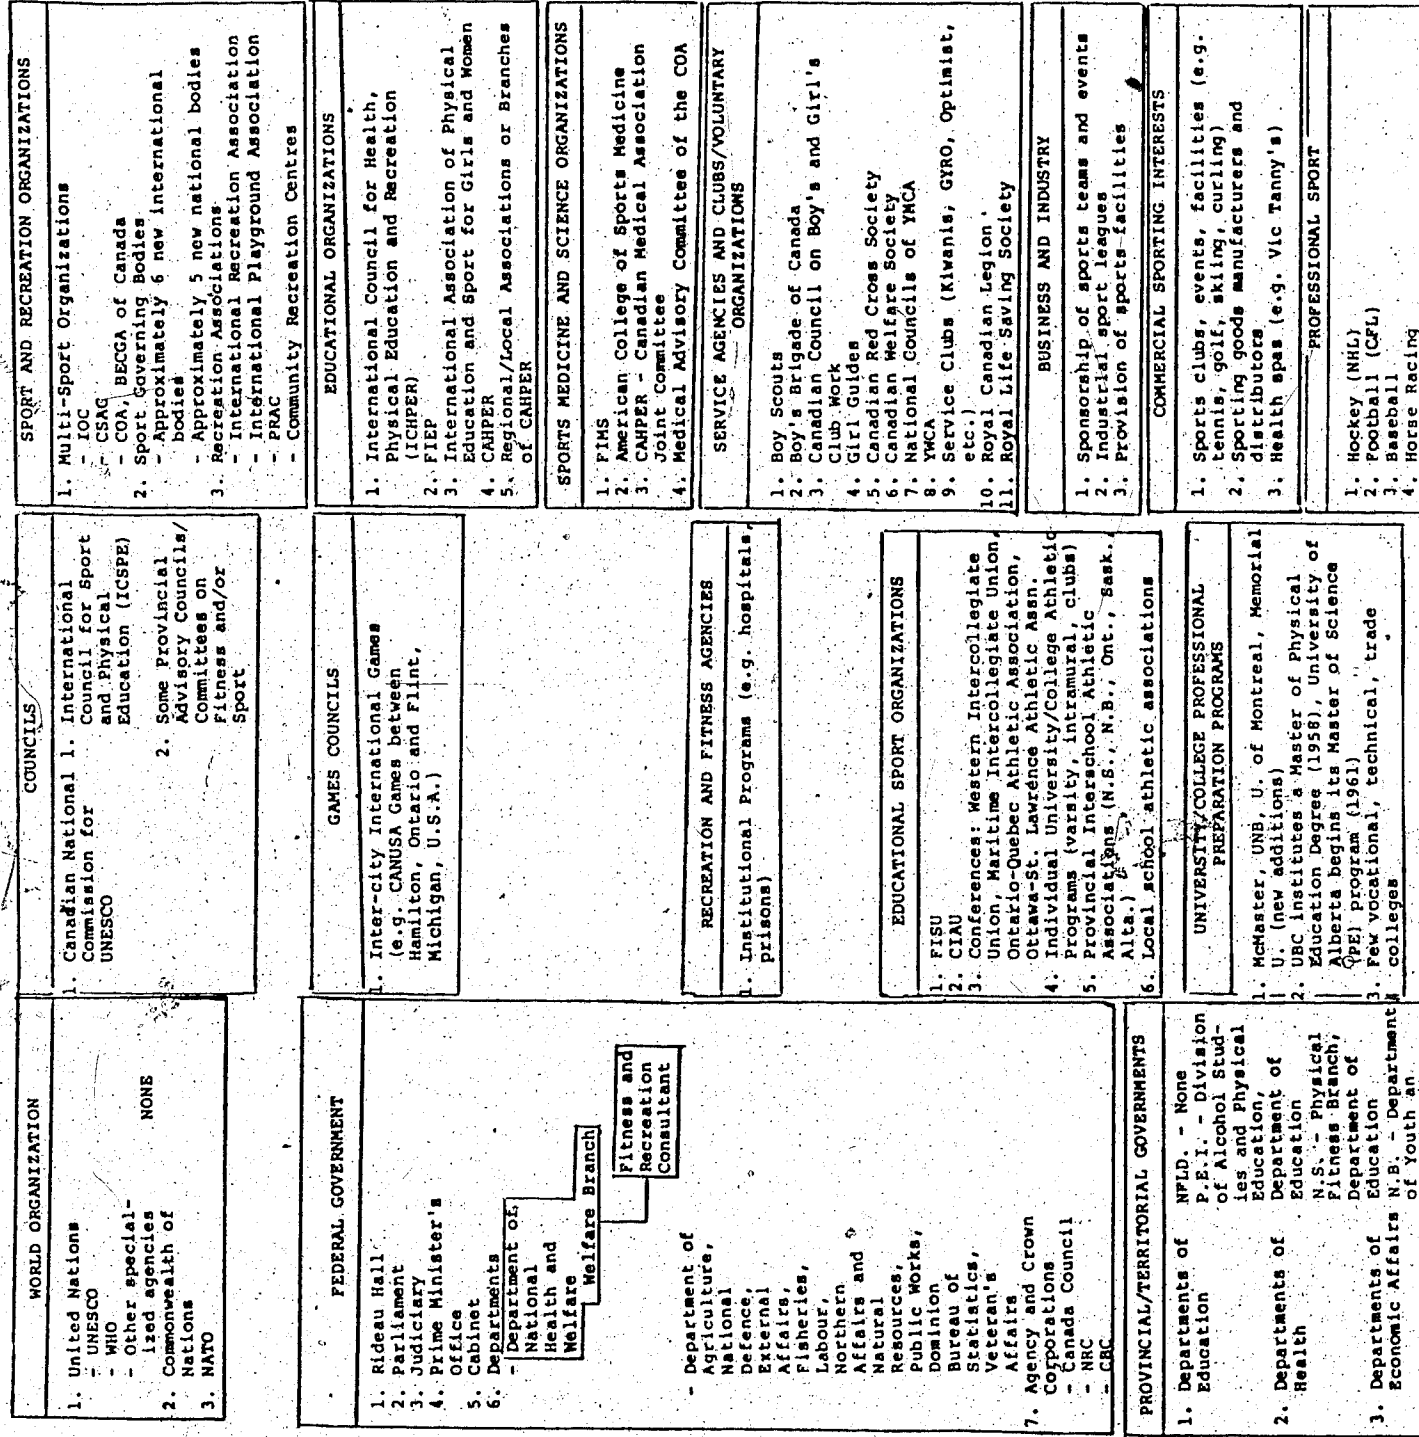 WORLD ORGANIZATION
1. United Nations
- UNESCO
- WHO
- Other special-
ized agencies
NONE
2. Commonwealth of
Nations
3. NATO
FEDERAL GOVERNMENT
1. Rideau Hall
2. Parliament
3. Judiciary
4. Prime Minister's
Office
5. Cabinet
6. Departments
- Department of
National
Health and
Welfare
Welfare Branch
Fitness and
Recreation
Consultant
- Department of
Agriculture,
National
Defence,
External
Affairs,
Fisheries,
Labour,
Northern
Affairs and
Natural
Resources,
Public Works,
Dominion
Bureau of
Statistics,
Veteran's
Affairs
7. Agency and Crown
Corporations
- Canada Council
- NRC
- CBC
PROVINCIAL/TERRITORIAL GOVERNMENTS
1. Departments of
Education
2. Departments of
Health
3. Departments of
Economic Affairs
NFLD. - None
P.E.I. - Division
of Alcohol Stud-
ies and Physical
Education,
Department of
Education
N.S. - Physical
Fitness Branch,
Department of
Education
N.B. - Department
of Youth an
COUNCILS
1. Canadian National
Commission for
UNESCO
1. International
Council for Sport
and Physical
Education (ICSPE)
2. Some Provincial
Advisory Councils/
Committees on
Fitness and/or
Sport
GAMES COUNCILS
1. Inter-city International Games
(e.g. CANUSA Games between
Hamilton, Ontario and Flint,
Michigan, U.S.A.)
RECREATION AND FITNESS AGENCIES
1. Institutional Programs (e.g. hospitals,
prisons)
EDUCATIONAL SPORT ORGANIZATIONS
1. FISU
2. CIAU
3. Conferences: Western Intercollegiate
Union, Maritime Intercollegiate Union,
Ontario-Quebec Athletic Association,
Ottawa-St. Lawrence Athletic Assn.
4. Individual University/College Athletic
Programs (varsity, intramural, clubs)
5. Provincial Interschool Athletic
Associations (N.S., N.B., Ont., Sask.,
Alta.)
6. Local school athletic associations
UNIVERSITY/COLLEGE PROFESSIONAL
PREPARATION PROGRAMS
1. McMaster, UNB, U. of Montreal, Memorial
U. (new additions)
2. UBC institutes a Master of Physical
Education Degree (1958), University of
Alberta begins its Master of Science
(PE) program (1961)
3. Few vocational, technical, trade
colleges
SPORT AND RECREATION ORGANIZATIONS
1. Multi-Sport Organizations
- IOC
- CSAG
- COA, BECGA of Canada
2. Sport Governing Bodies
- Approximately 6 new international
bodies
- Approximately 5 new national bodies
3. Recreation Associations
- International Recreation Association
- International Playground Association
- PRAC
- Community Recreation Centres
EDUCATIONAL ORGANIZATIONS
1. International Council for Health,
Physical Education and Recreation
(ICHPER)
2. FIEP
3. International Association of Physical
Education and Sport for Girls and Women
4. CAHPER
5. Regional/Local Associations or Branches
of CAHPER
SPORTS MEDICINE AND SCIENCE ORGANIZATIONS
1. FIMS
2. American College of Sports Medicine
3. CAHPER - Canadian Medical Association
Joint Committee
4. Medical Advisory Committee of the COA
SERVICE AGENCIES AND CLUBS/VOLUNTARY
ORGANIZATIONS
1. Boy Scouts
2. Boy's Brigade of Canada
3. Canadian Council on Boy's and Girl's
Club Work
4. Girl Guides
5. Canadian Red Cross Society
6. Canadian Welfare Society
7. National Councils of YMCA
8. YWCA
9. Service Clubs (Kiwanis, GYRO, Optimist,
etc.)
10. Royal Canadian Legion
11. Royal Life Saving Society
BUSINESS AND INDUSTRY
1. Sponsorship of sports teams and events
2. Industrial sport leagues
3. Provision of sports facilities
COMMERCIAL SPORTING INTERESTS
1. Sports clubs, events, facilities (e.g.
tennis, golf, skiing, curling)
2. Sporting goods manufacturers and
distributors
3. Health spas (e.g. Vic Tanny's)
PROFESSIONAL SPORT
1. Hockey (NHL)
2. Football (CFL)
3. Baseball
4. Horse Racing